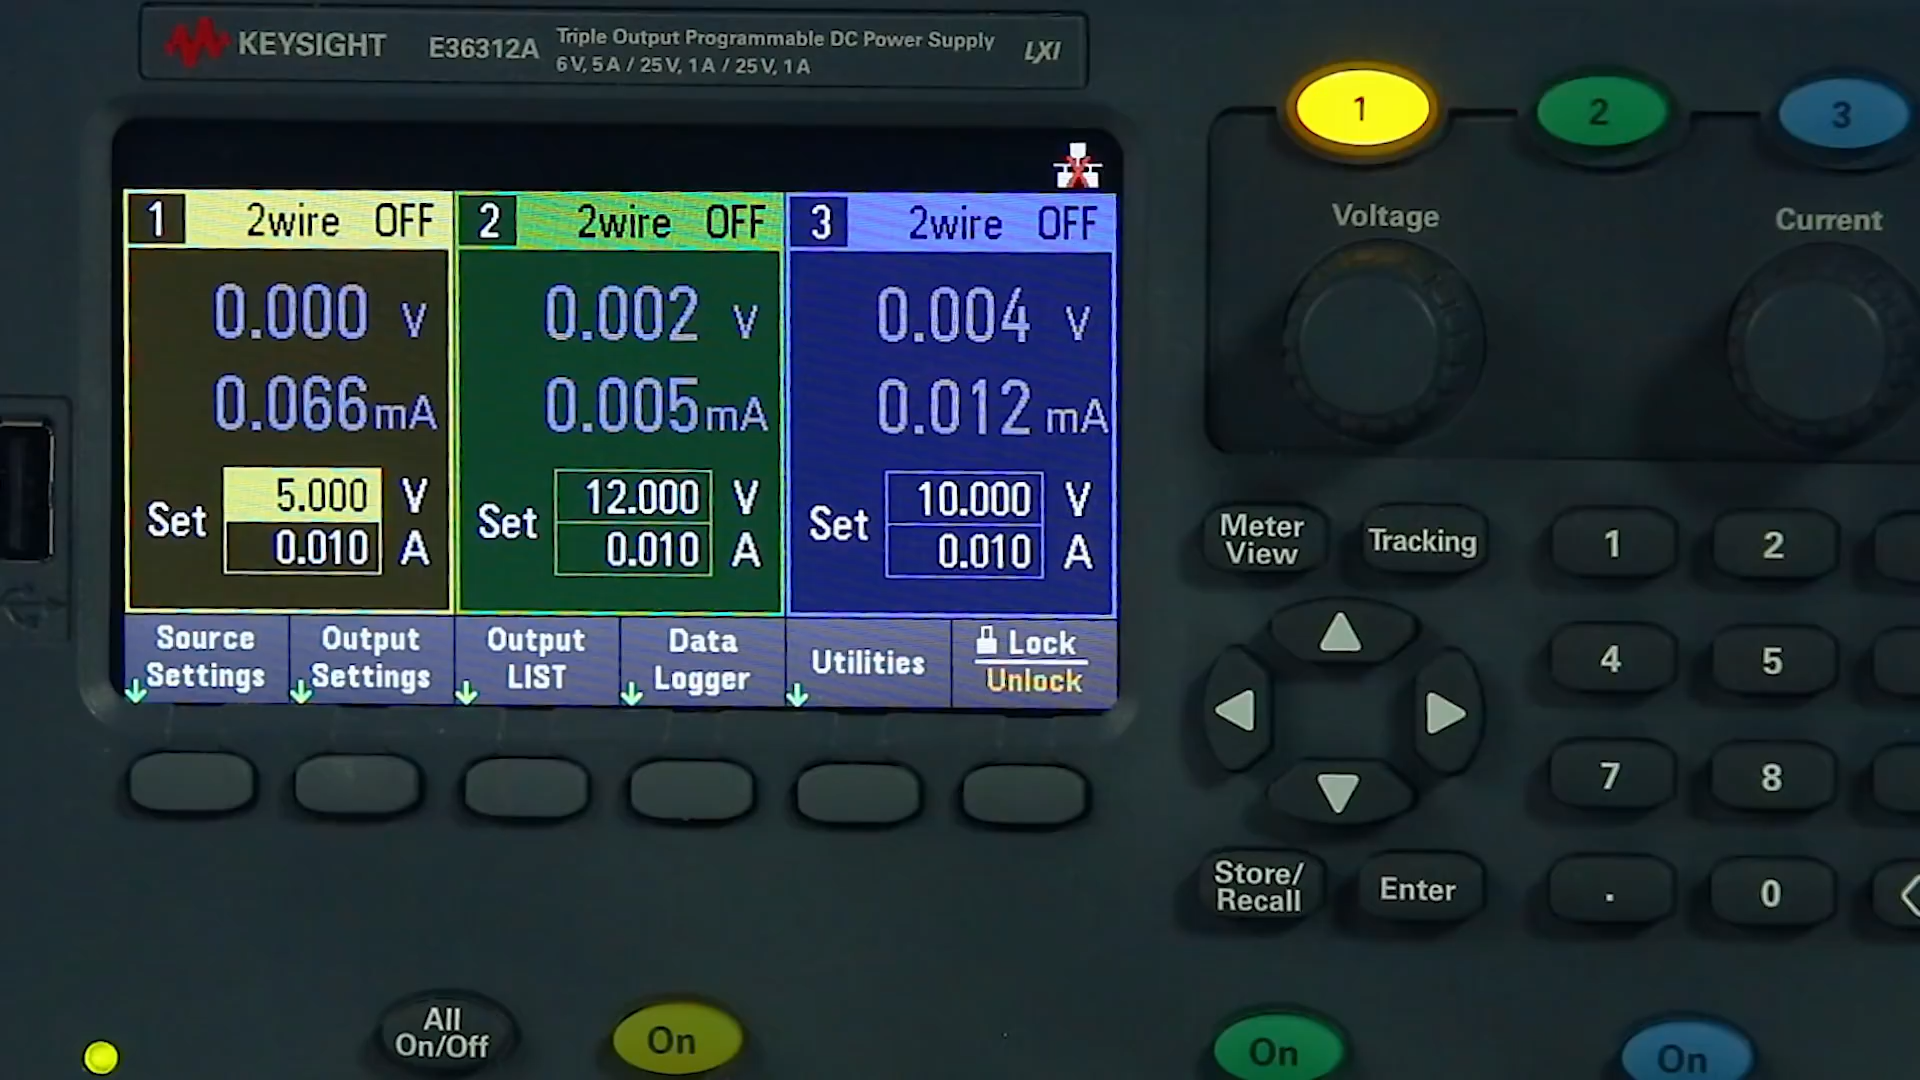 KEYSIGHT E36312A Triple Output Programmable DC Power Supply LXI
6V, 5A / 25V, 1A / 25V, 1A
1 2 3
Voltage Current
1 2wire OFF 2 2wire OFF 3 2wire OFF
0.000 V 0.002 V 0.004 V
0.066mA 0.005mA 0.012 mA
Set 5.000 V Set 12.000 V Set 10.000 V
0.010 A 0.010 A 0.010 A
Source Settings Output Settings Output LIST Data Logger Utilities Lock
Unlock
Meter View Tracking 1 2
4 5
7 8
Store/ Recall Enter . 0
All On/Off On On On